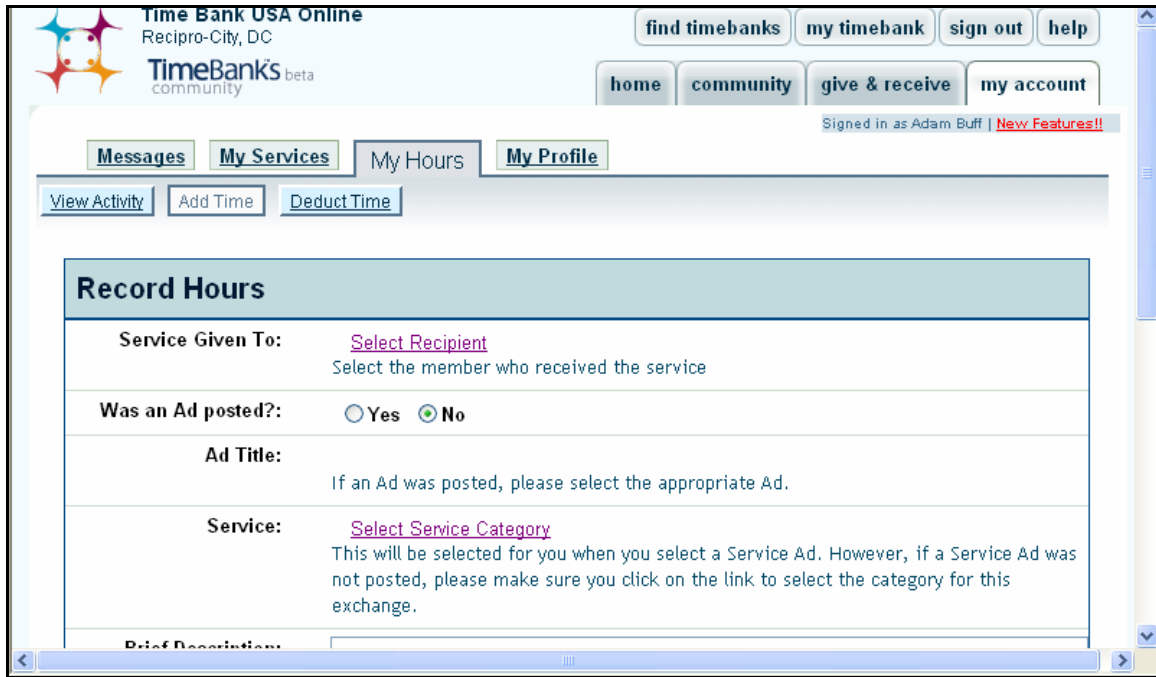 Time Bank USA Online
Recipro-City, DC
TimeBanks beta
community
find timebanks my timebank sign out help
home community give & receive my account
Signed in as Adam Buff | New Features!!
Messages My Services My Hours My Profile
View Activity Add Time Deduct Time
Record Hours
Service Given To: Select Recipient
Select the member who received the service
Was an Ad posted?: Yes No
Ad Title:
If an Ad was posted, please select the appropriate Ad.
Service: Select Service Category
This will be selected for you when you select a Service Ad. However, if a Service Ad was
not posted, please make sure you click on the link to select the category for this
exchange.
Brief Description: